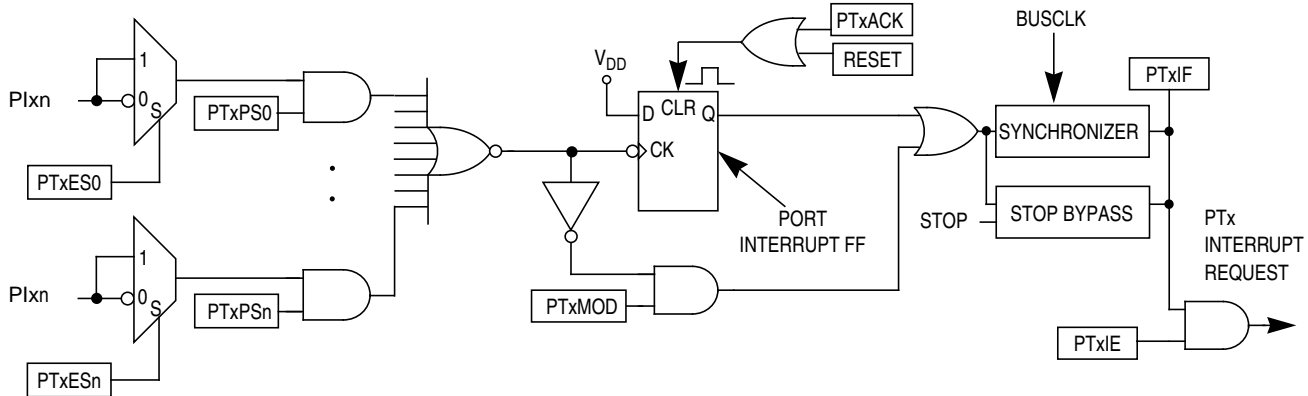 BUSCLK
PTxACK
RESET
VDD
PTxIF
1
PIxn
0
S
PTxPS0
D CLR Q
CK
SYNCHRONIZER
PTxES0
STOP
STOP BYPASS
PORT
INTERRUPT FF
PTx
INTERRUPT
REQUEST
1
PIxn
0
S
PTxPSn
PTxMOD
PTxIE
PTxESn